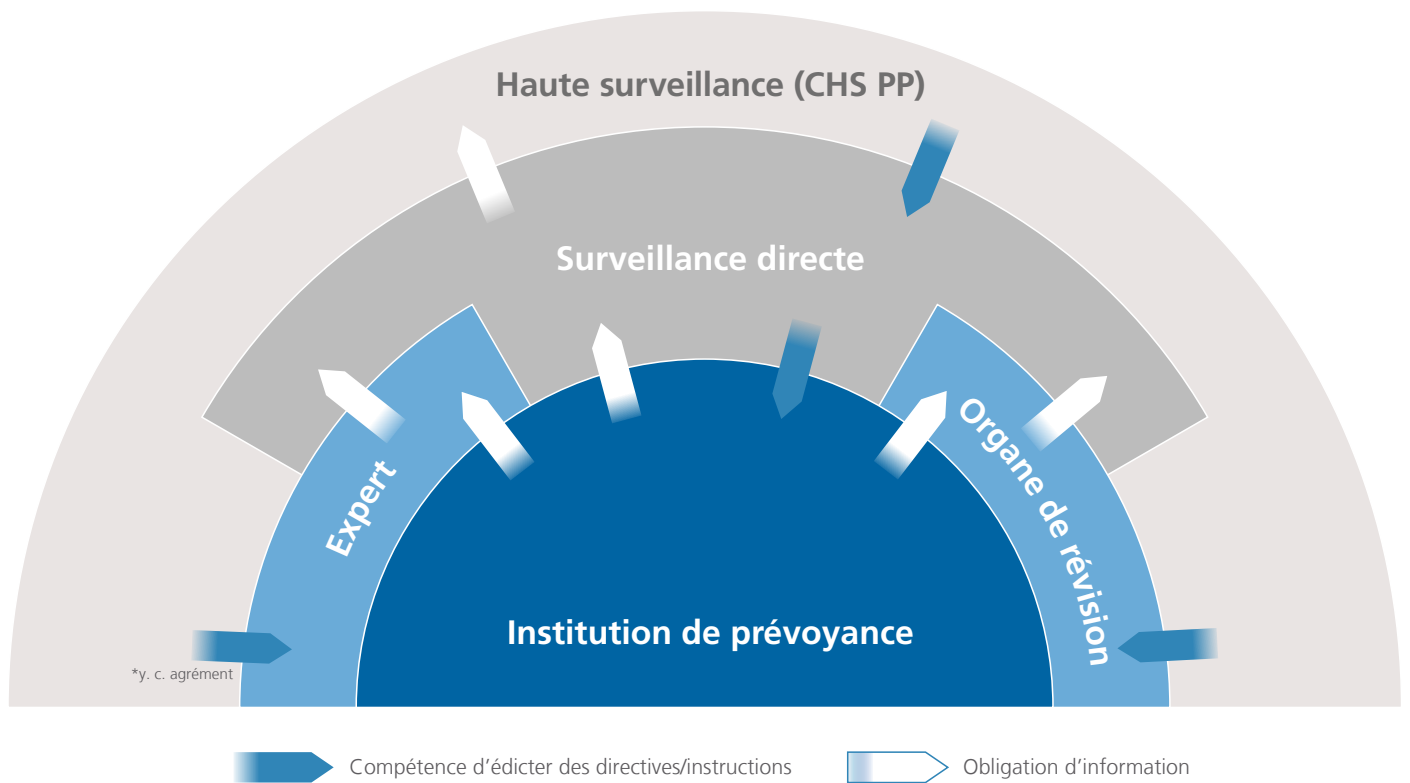 Haute surveillance (CHS PP)
Surveillance directe
Expert
Organe de révision
Institution de prévoyance
*y. c. agrément
Compétence d'édicter des directives/instructions
Obligation d'information